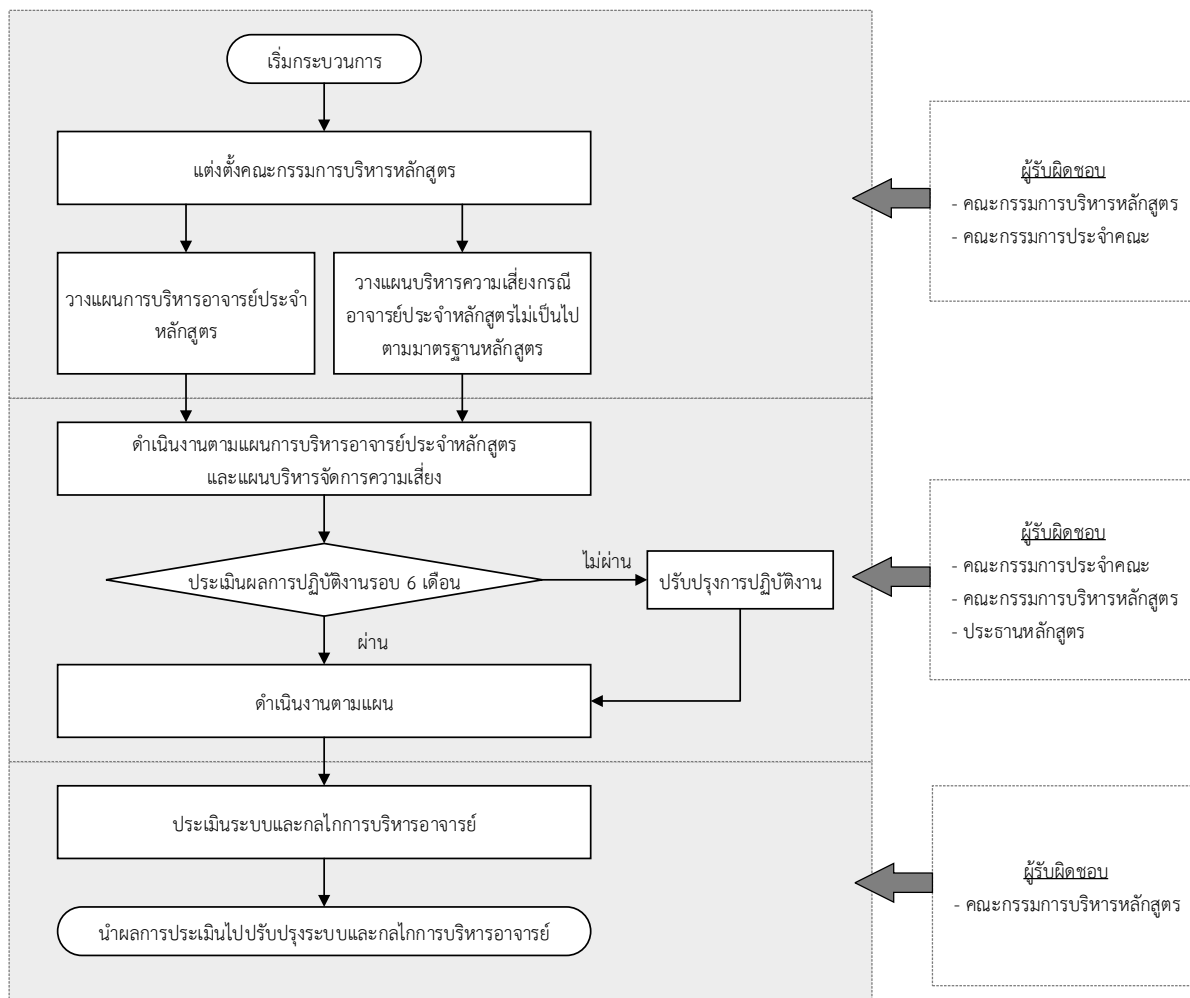 เริ่มกระบวนการ
แต่งตั้งคณะกรรมการบริหารหลักสูตร
วางแผนการบริหารอาจารย์ประจำ
หลักสูตร
วางแผนบริหารความเสี่ยงกรณี
อาจารย์ประจำหลักสูตรไม่เป็นไป
ตามมาตรฐานหลักสูตร
ผู้รับผิดชอบ
- คณะกรรมการบริหารหลักสูตร
- คณะกรรมการประจำคณะ
ดำเนินงานตามแผนการบริหารอาจารย์ประจำหลักสูตร
และแผนบริหารจัดการความเสี่ยง
ประเมินผลการปฏิบัติงานรอบ 6 เดือน
ไม่ผ่าน
ปรับปรุงการปฏิบัติงาน
ผ่าน
ดำเนินงานตามแผน
ผู้รับผิดชอบ
- คณะกรรมการประจำคณะ
- คณะกรรมการบริหารหลักสูตร
- ประธานหลักสูตร
ประเมินระบบและกลไกการบริหารอาจารย์
นำผลการประเมินไปปรับปรุงระบบและกลไกการบริหารอาจารย์
ผู้รับผิดชอบ
- คณะกรรมการบริหารหลักสูตร